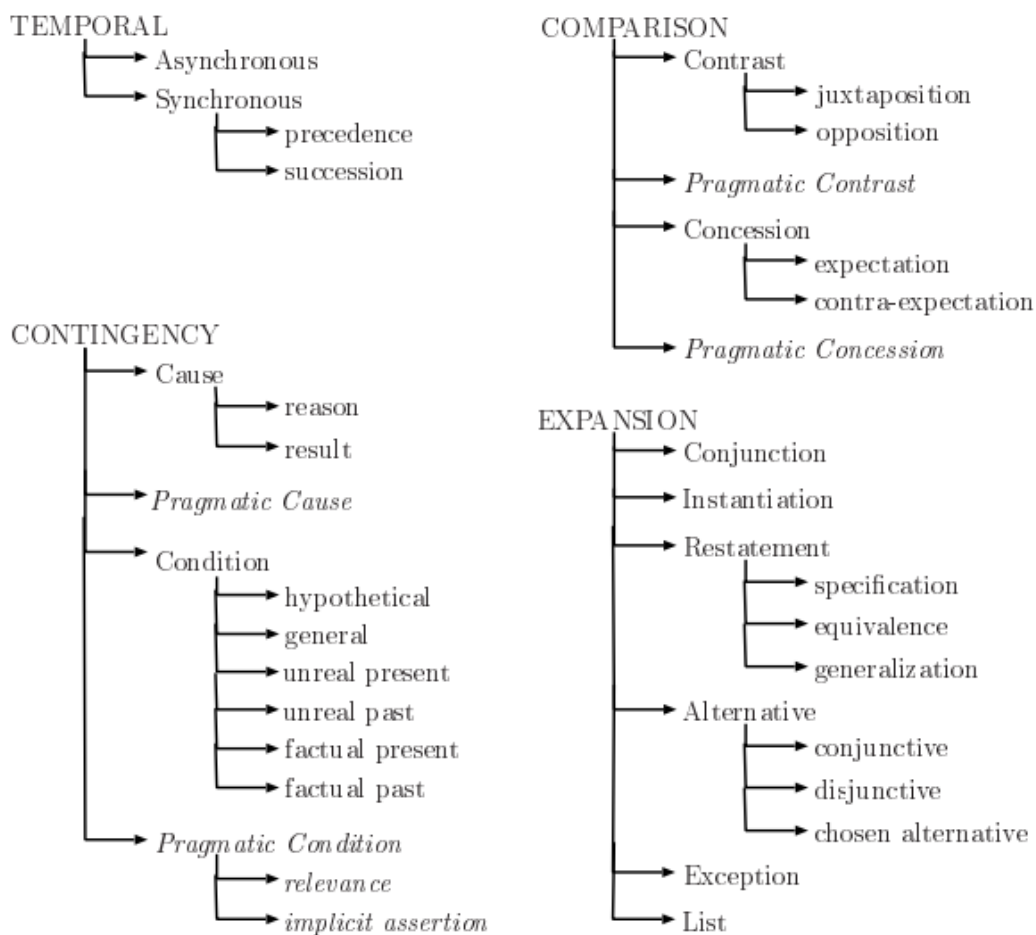 TEMPORAL
Asynchronous
Synchronous
precedence
succession
CONTINGENCY
Cause
reason
result
Pragmatic Cause
Condition
hypothetical
general
unreal present
unreal past
factual present
factual past
Pragmatic Condition
relevance
implicit assertion
COMPARISON
Contrast
juxtaposition
opposition
Pragmatic Contrast
Concession
expectation
contra-expectation
Pragmatic Concession
EXPANSION
Conjunction
Instantiation
Restatement
specification
equivalence
generalization
Alternative
conjunctive
disjunctive
chosen alternative
Exception
List